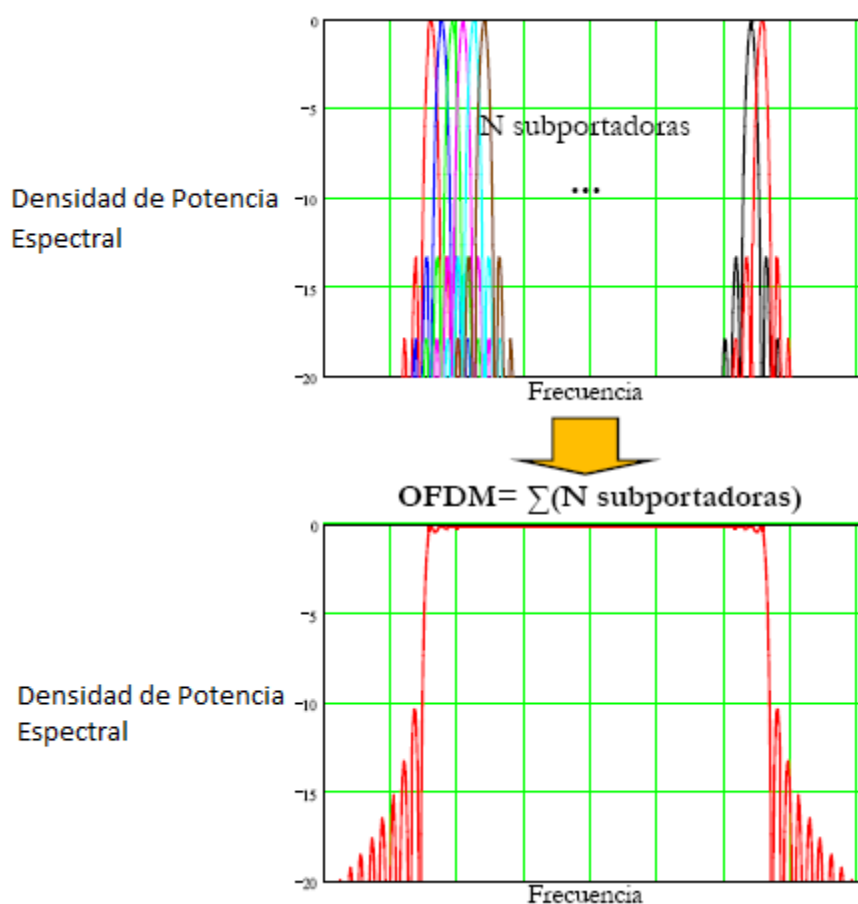 0
−5
N subportadoras
...
Densidad de Potencia
Espectral
−10
−15
−20
Frecuencia
OFDM= ∑(N subportadoras)
0
−5
Densidad de Potencia
Espectral
−10
−15
−20
Frecuencia